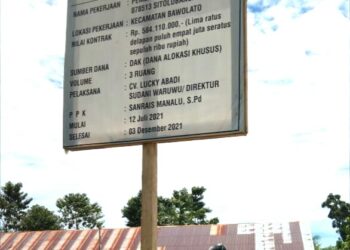 NAMA PEKERJAAN :
078513 SITOLUBA
LOKASI PEKERJAAN : KECAMATAN BAWOLATO
NILAI KONTRAK : Rp. 584.110.000.- (Lima ratus
delapan puluh empat juta seratus
sepuluh ribu rupiah)
SUMBER DANA : DAK (DANA ALOKASI KHUSUS)
VOLUME : 3 RUANG
PELAKSANA : CV. LUCKY ABADI
SUDANI WARUWU/ DIREKTUR
P P K : SANRAIS MANALU, S.Pd
MULAI : 12 Juli 2021
SELESAI : 03 Desember 2021